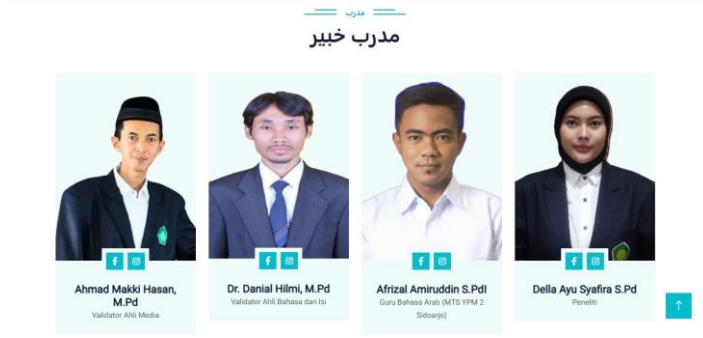 مدرب
مدرب خبير
Ahmad Makki Hasan,
M.Pd
Validator Ahli Media
Dr. Danial Hilmi, M.Pd
Validator Ahli Bahasa dan Isi
Afrizal Amiruddin S.PdI
Guru Bahasa Arab (MTS YPM 2
Sidoarjo)
Della Ayu Syafira S.Pd
Peneliti